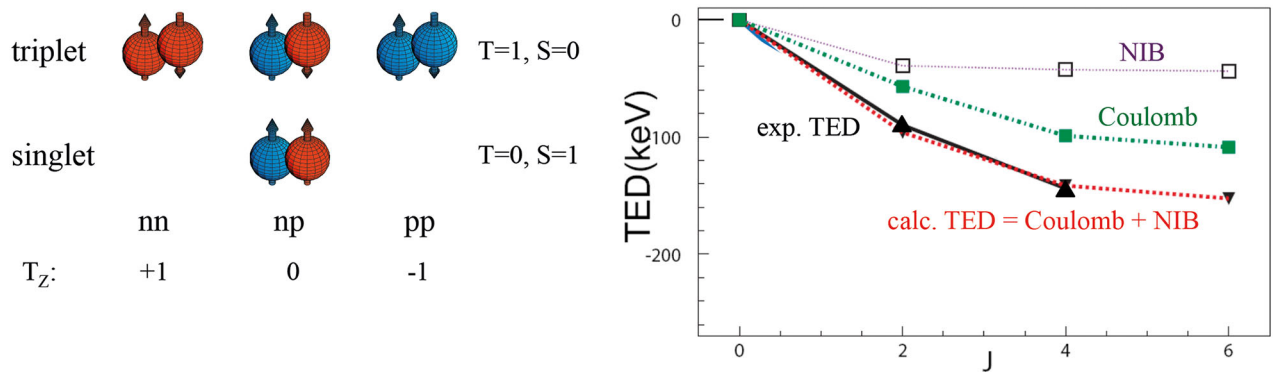 triplet
T=1, S=0
singlet
T=0, S=1
nn np pp
T_Z: +1 0 -1
TED(keV)
0
-100
-200
NIB
Coulomb
exp. TED
calc. TED = Coulomb + NIB
0 2 4 6
J